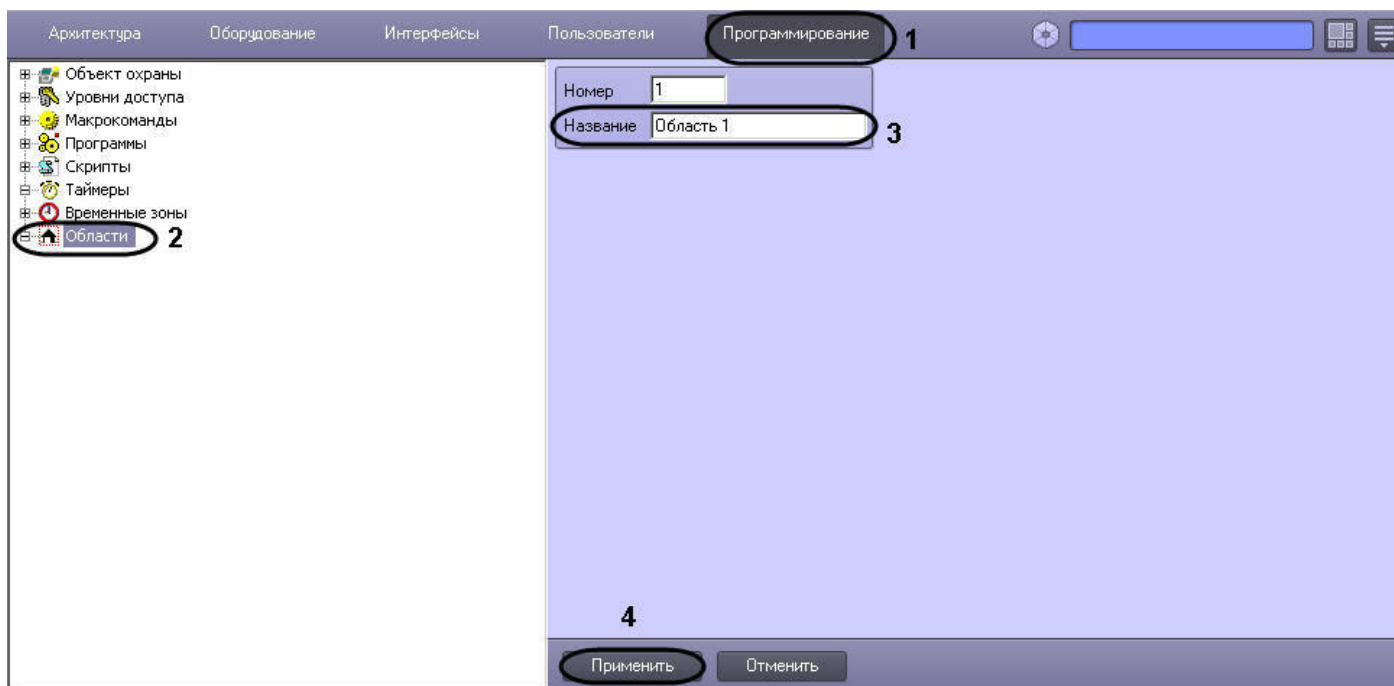 Архитектура Оборудование Интерфейсы Пользователи Программирование 1
Объект охраны
Уровни доступа
Макрокоманды
Программы
Скрипты
Таймеры
Временные зоны
Области 2
Номер 1
Название Область 1 3
4
Применить Отменить